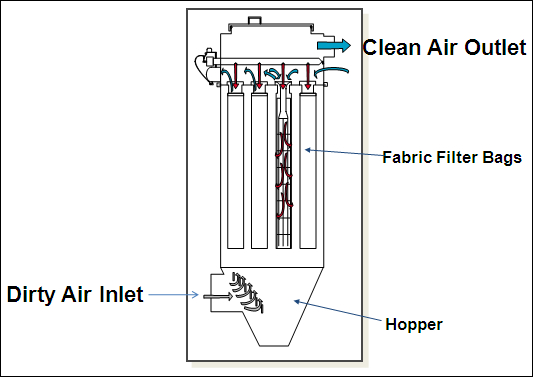 Clean Air Outlet
Fabric Filter Bags
Dirty Air Inlet
Hopper